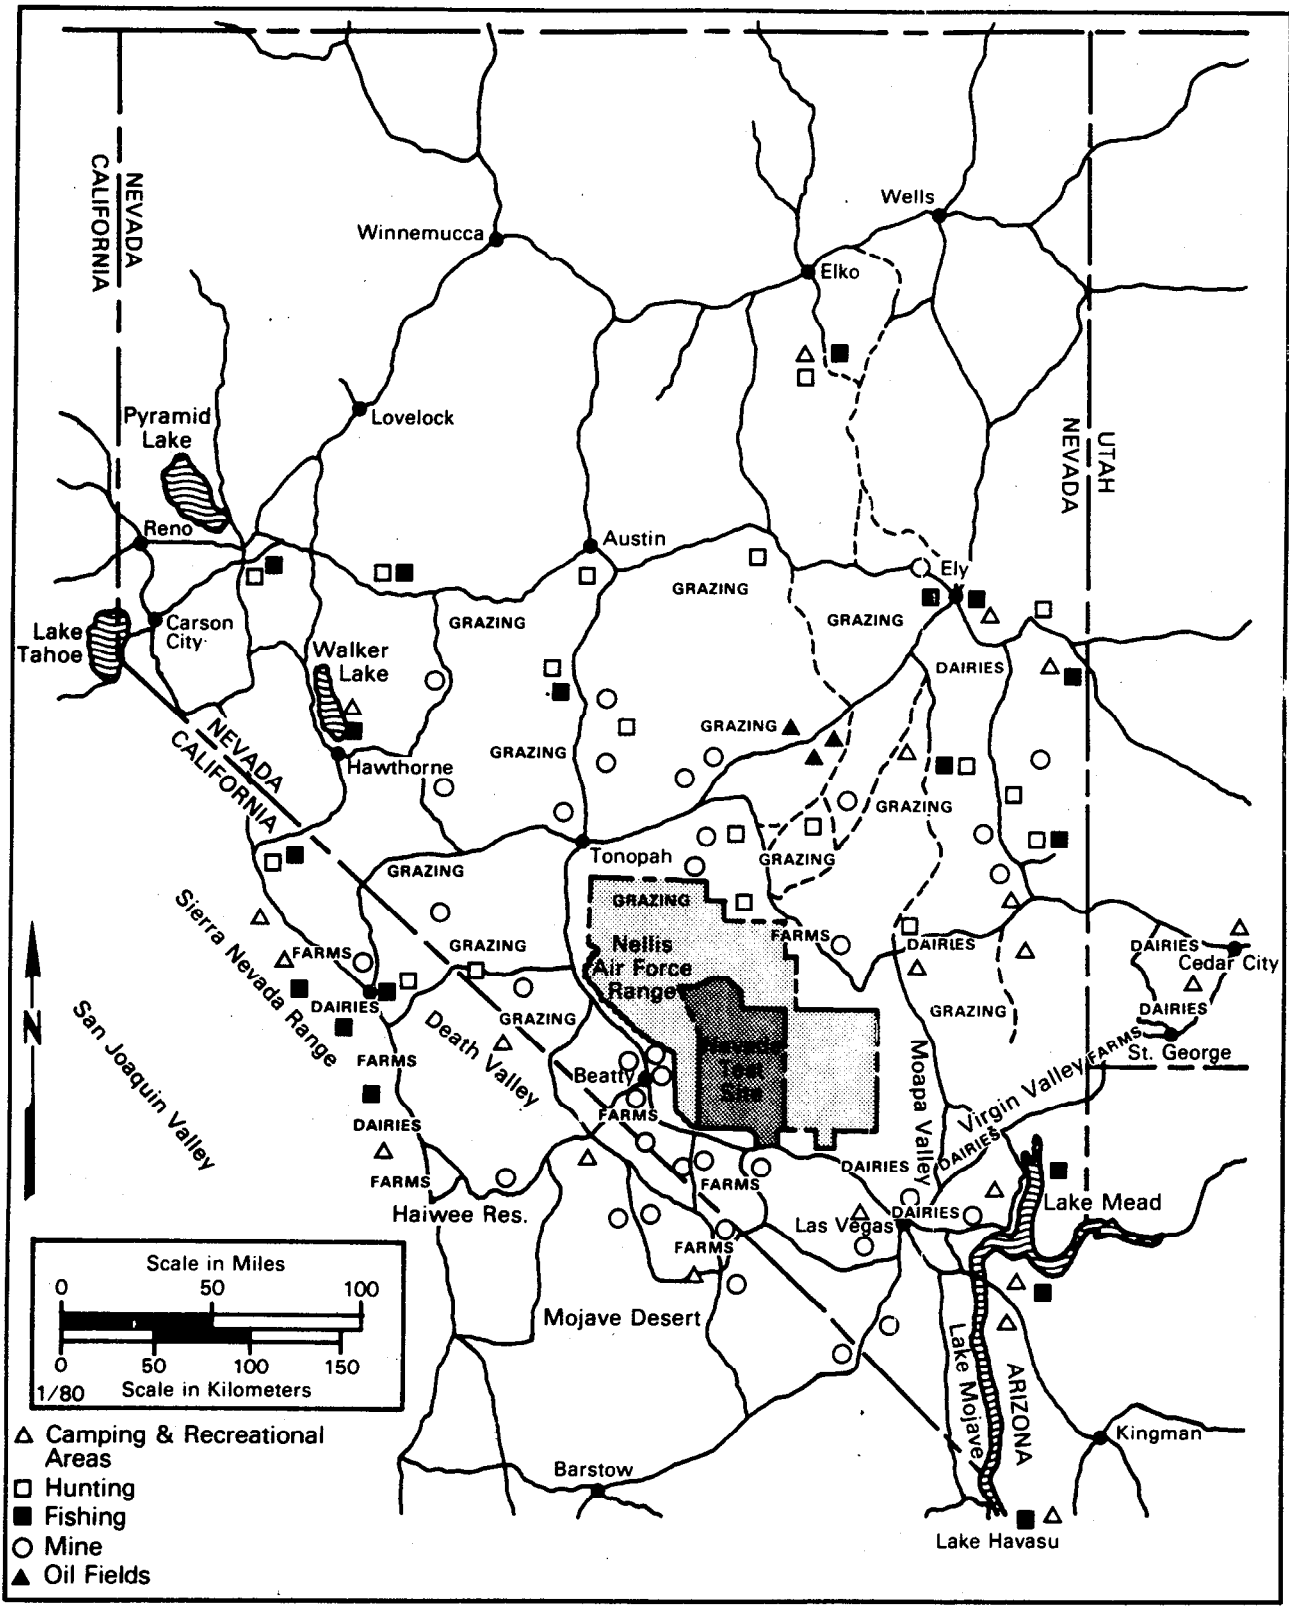 NEVADA
CALIFORNIA
Winnemucca
Wells
Elko
Pyramid
Lake
Lovelock
NEVADA
UTAH
Reno
Austin
Ely
GRAZING
GRAZING
GRAZING
Lake
Tahoe
Carson
City
Walker
Lake
DAIRIES
GRAZING
GRAZING
NEVADA
CALIFORNIA
Hawthorne
GRAZING
Tonopah
GRAZING
GRAZING
GRAZING
Sierra Nevada Range
FARMS
GRAZING
Nellis
Air Force
Range
FARMS
DAIRIES
DAIRIES
Cedar City
N
San Joaquin Valley
DAIRIES
Death Valley
GRAZING
GRAZING
DAIRIES
St. George
FARMS
Nevada
Test
Site
Moapa Valley
Virgin Valley
FARMS
Beatty
FARMS
DAIRIES
FARMS
Haiwee Res.
FARMS
DAIRIES
DAIRIES
DAIRIES
Las Vegas
Lake Mead
FARMS
Mojave Desert
Lake Mojave
ARIZONA
Kingman
Barstow
Lake Havasu
Scale in Miles
0 50 100
0 50 100 150
1/80 Scale in Kilometers
Camping & Recreational
Areas
Hunting
Fishing
Mine
Oil Fields